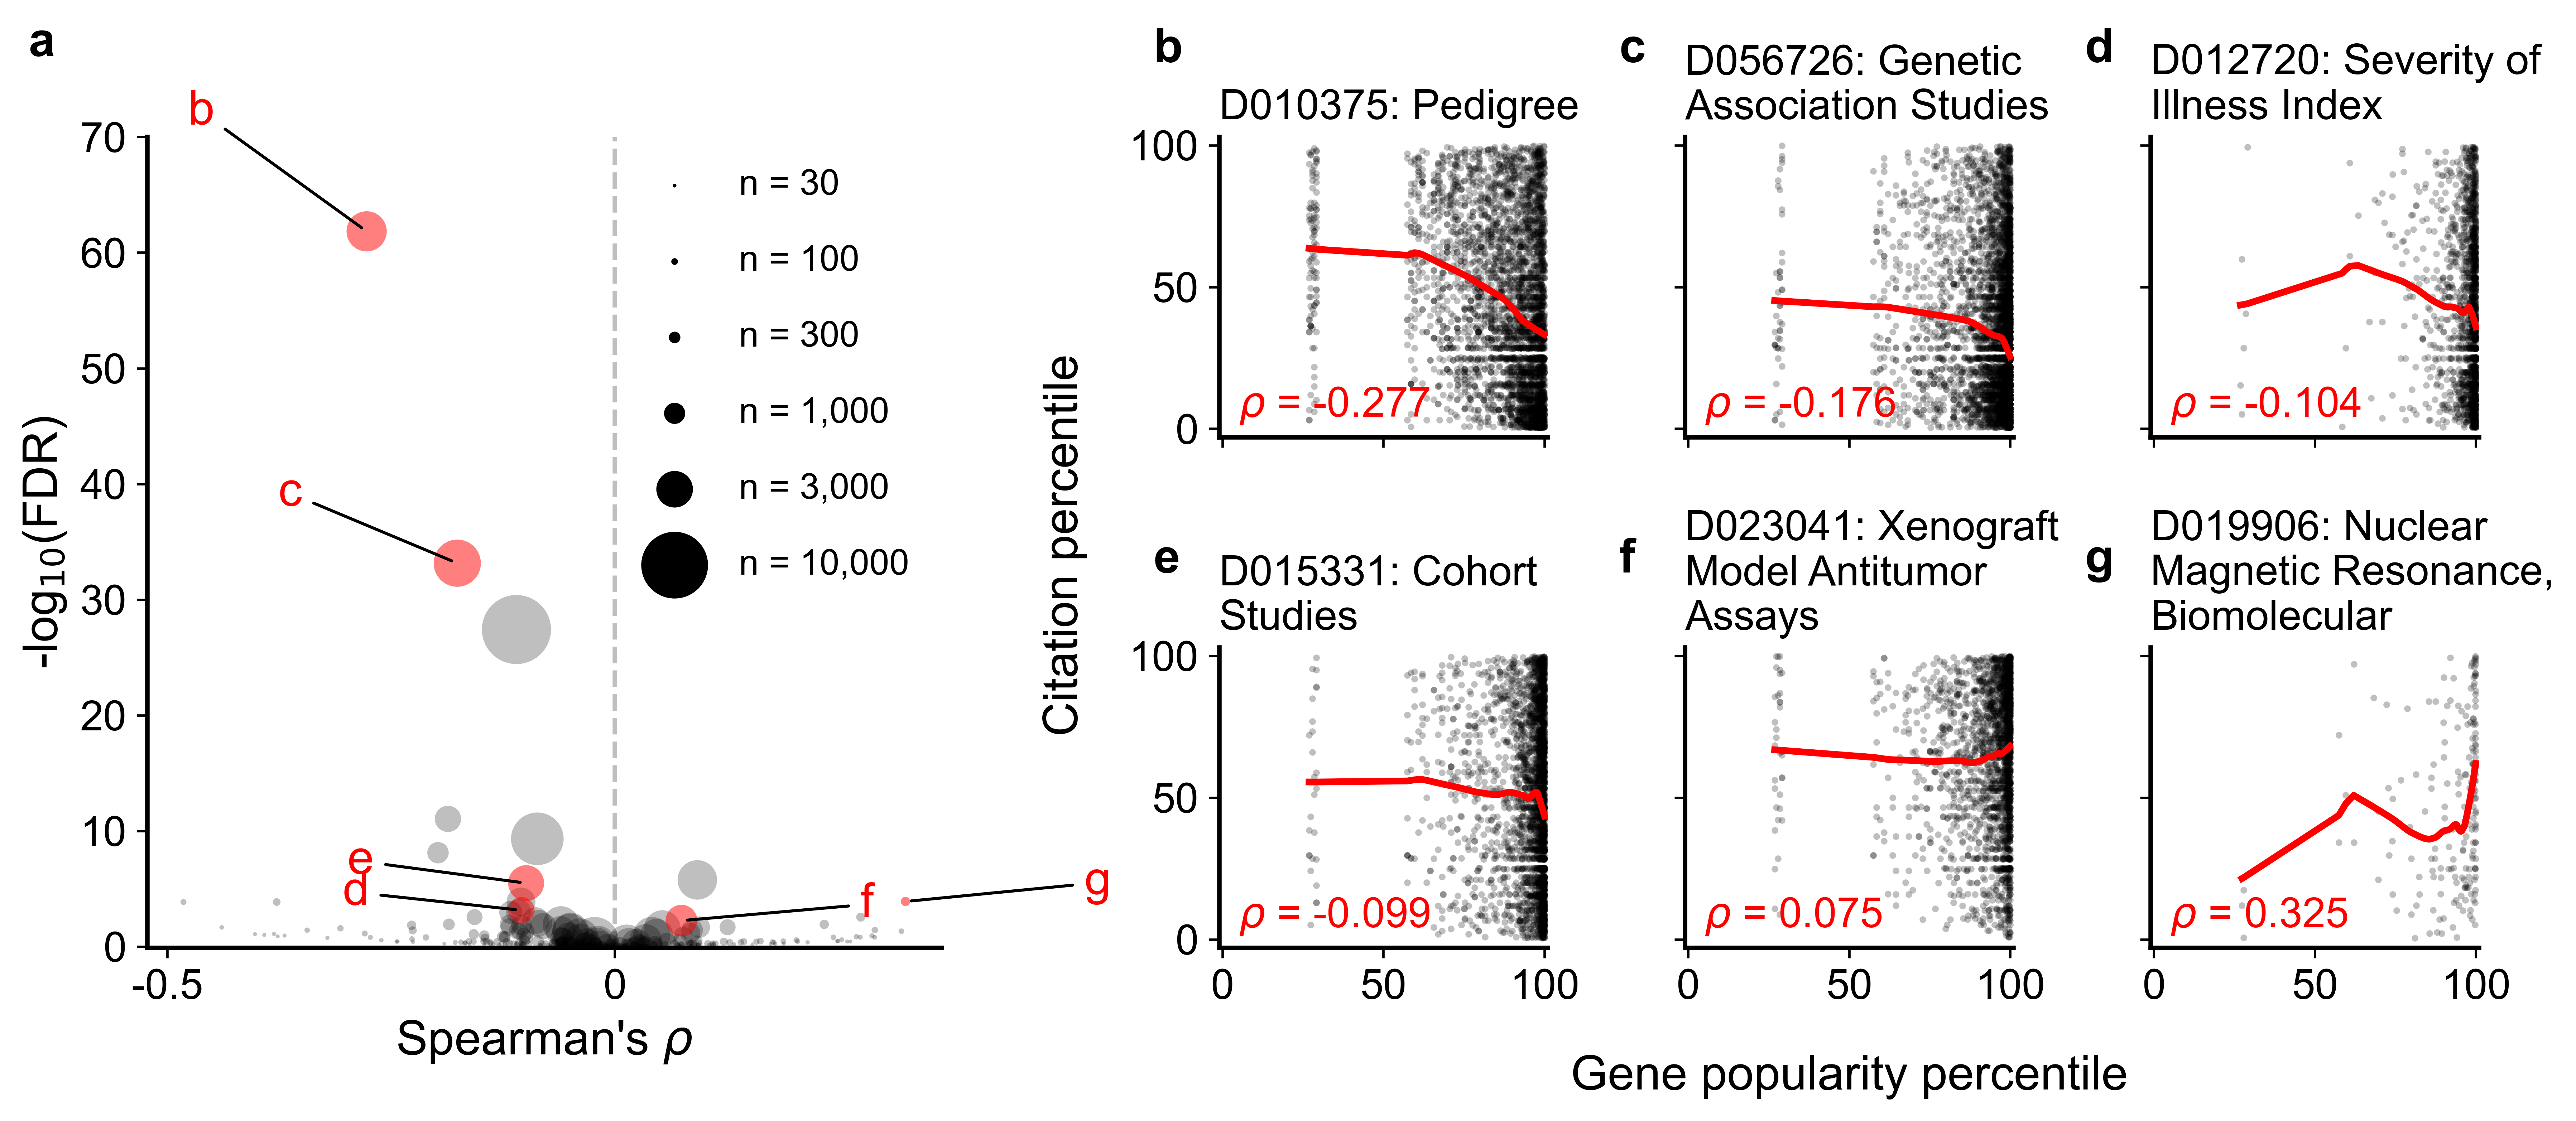 a
b
c
e
d
f
g
70
60
50
40
30
20
10
0
-log10(FDR)
-0.5
0
Spearman's ρ
n = 30
n = 100
n = 300
n = 1,000
n = 3,000
n = 10,000
Citation percentile
b
D010375: Pedigree
100
50
0
ρ = -0.277
c
D056726: Genetic
Association Studies
ρ = -0.176
d
D012720: Severity of
Illness Index
ρ = -0.104
e
D015331: Cohort
Studies
100
50
0
ρ = -0.099
0
50
100
f
D023041: Xenograft
Model Antitumor
Assays
ρ = 0.075
0
50
100
g
D019906: Nuclear
Magnetic Resonance,
Biomolecular
ρ = 0.325
0
50
100
Gene popularity percentile